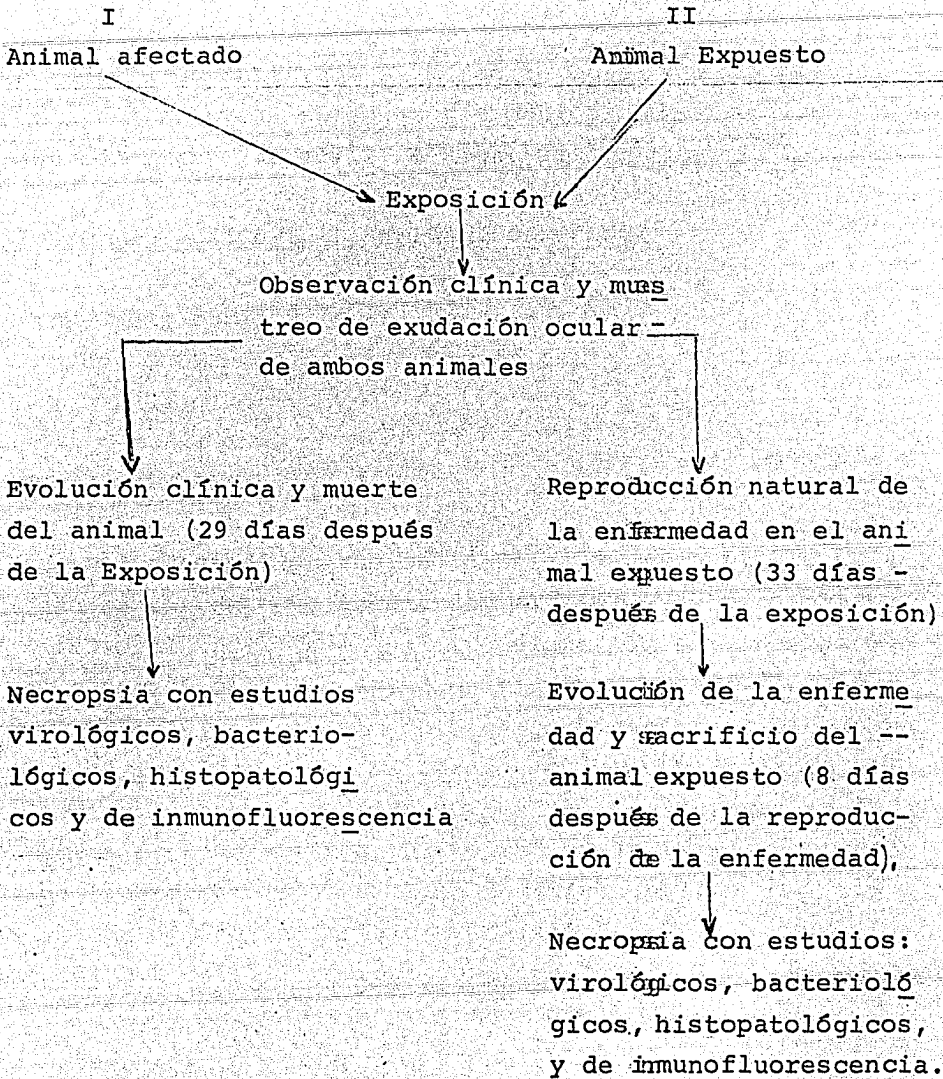 I
II
Animal afectado
Animal Expuesto
Exposición
Observación clínica y mues
treo de exudación ocular -
de ambos animales
Evolución clínica y muerte
del animal (29 días después
de la Exposición)
Necropsia con estudios
virológicos, bacterio-
lógicos, histopatológi
cos y de inmunofluorescencia
Reproducción natural de
la enfermedad en el ani
mal expuesto (33 días -
después de la exposición)
Evolución de la enferme
dad y sacrificio del --
animal expuesto (8 días
después de la reproduc-
ción de la enfermedad),
Necropsia con estudios:
virológicos, bacterioló
gicos, histopatológicos,
y de inmunofluorescencia.